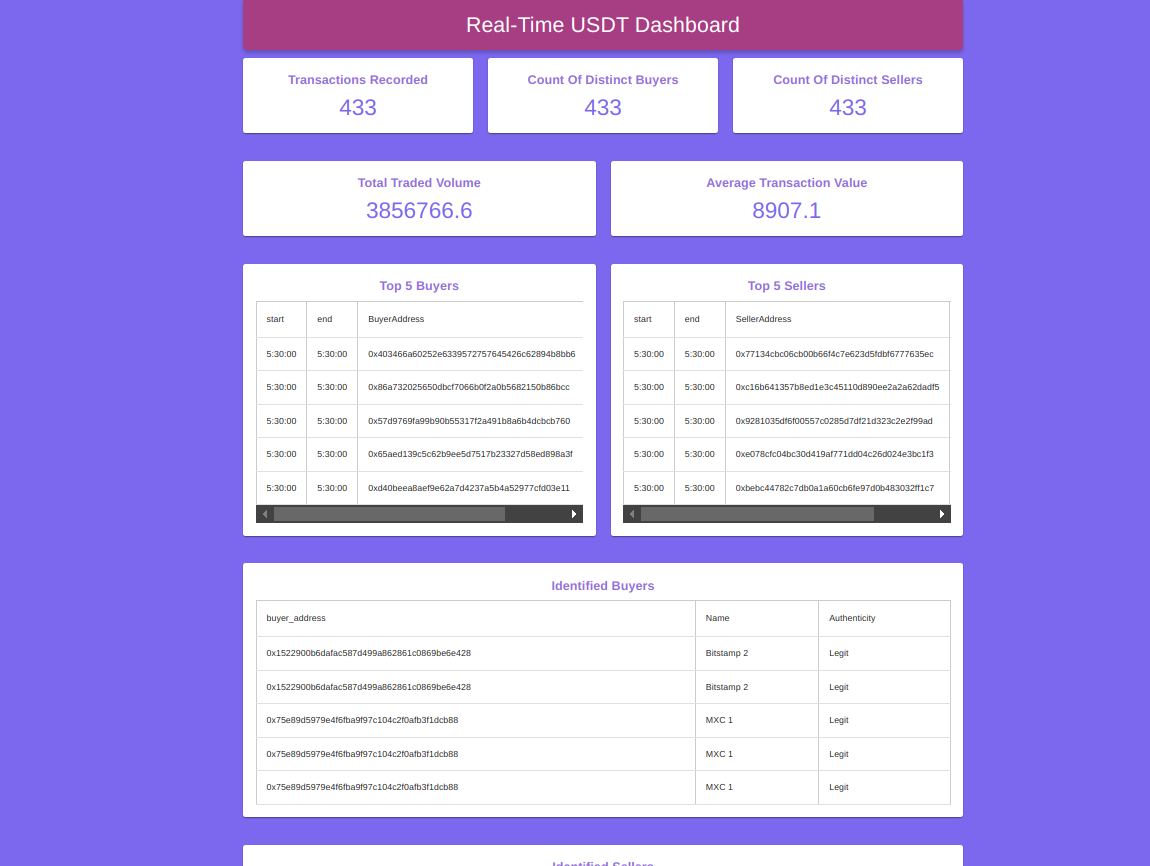 Real-Time USDT Dashboard
Transactions Recorded
433
Count Of Distinct Buyers
433
Count Of Distinct Sellers
433
Total Traded Volume
3856766.6
Average Transaction Value
8907.1
Top 5 Buyers
start end BuyerAddress
5:30:00 5:30:00 0x403466a60252e6339572757645426c62894b8bb6
5:30:00 5:30:00 0x86a732025650dbcf7066b0f2a0b5682150b86bcc
5:30:00 5:30:00 0x57d9769fa99b90b55317f2a491b8a6b4dcbcb760
5:30:00 5:30:00 0x65aed139c5c62b9ee5d7517b23327d58ed898a3f
5:30:00 5:30:00 0xd40beea8aef9e62a7d4237a5b4a52977cfd03e11
Top 5 Sellers
start end SellerAddress
5:30:00 5:30:00 0x77134cbc06cb00b66f4c7e623d5fdbf6777635ec
5:30:00 5:30:00 0xc16b641357b8ed1e3c45110d890ee2a2a62dadf5
5:30:00 5:30:00 0x9281035df6f00557c0285d7df21d323c2e2f99ad
5:30:00 5:30:00 0xe078cfc04bc30d419af771dd04c26d024e3bc1f3
5:30:00 5:30:00 0xbebc44782c7db0a1a60cb6fe97d0b483032ff1c7
Identified Buyers
buyer_address Name Authenticity
0x1522900b6dafac587d499a862861c0869be6e428 Bitstamp 2 Legit
0x1522900b6dafac587d499a862861c0869be6e428 Bitstamp 2 Legit
0x75e89d5979e4f6fba9f97c104c2f0afb3f1dcb88 MXC 1 Legit
0x75e89d5979e4f6fba9f97c104c2f0afb3f1dcb88 MXC 1 Legit
0x75e89d5979e4f6fba9f97c104c2f0afb3f1dcb88 MXC 1 Legit
Identified Sellers